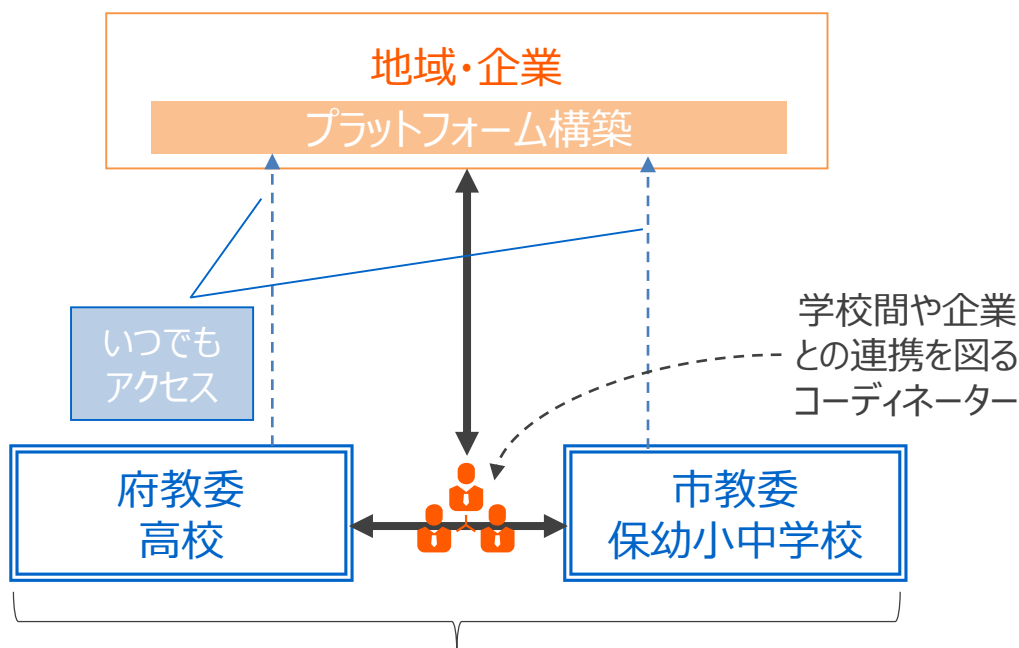 地域・企業
プラットフォーム構築
いつでも
アクセス
学校間や企業
との連携を図る
コーディネーター
府教委
高校
市教委
保幼小中学校